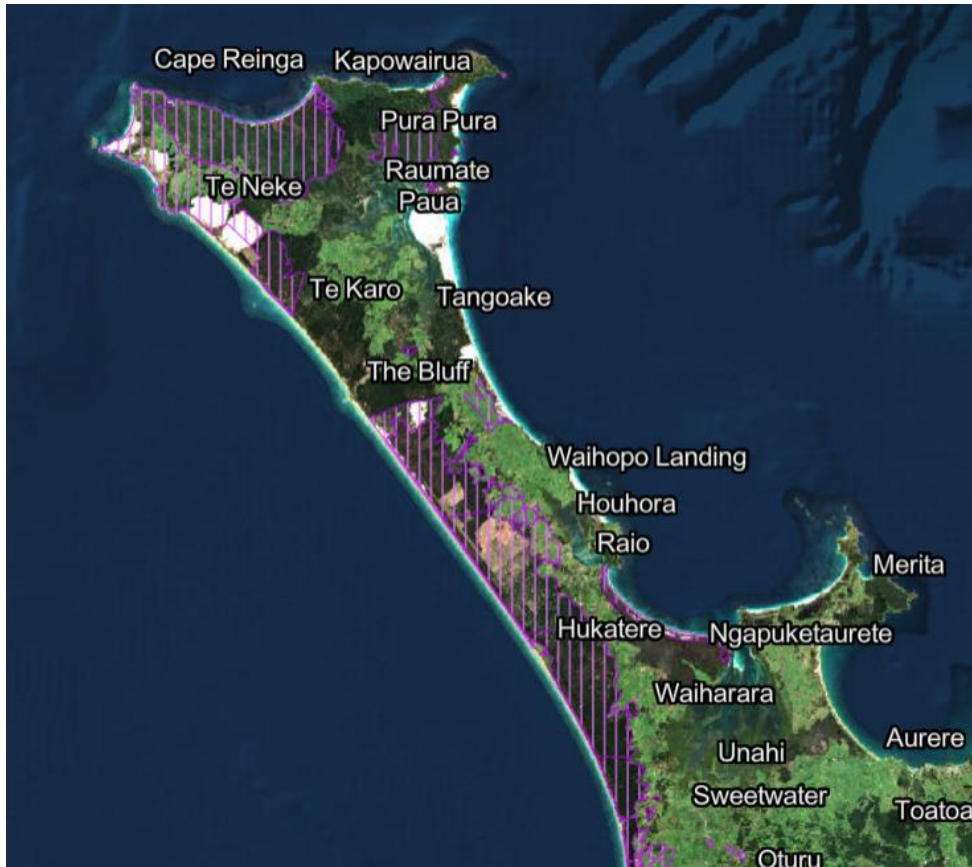 Cape Reinga
Kapowairua
Pura Pura
Raumate
Te Neke
Paua
Te Karo
Tangoake
The Bluff
Waihopo Landing
Houhora
Raio
Merita
Hukatere
Ngapuketaurete
Waiharara
Aurere
Unahi
Sweetwater
Toatoa
Oturu